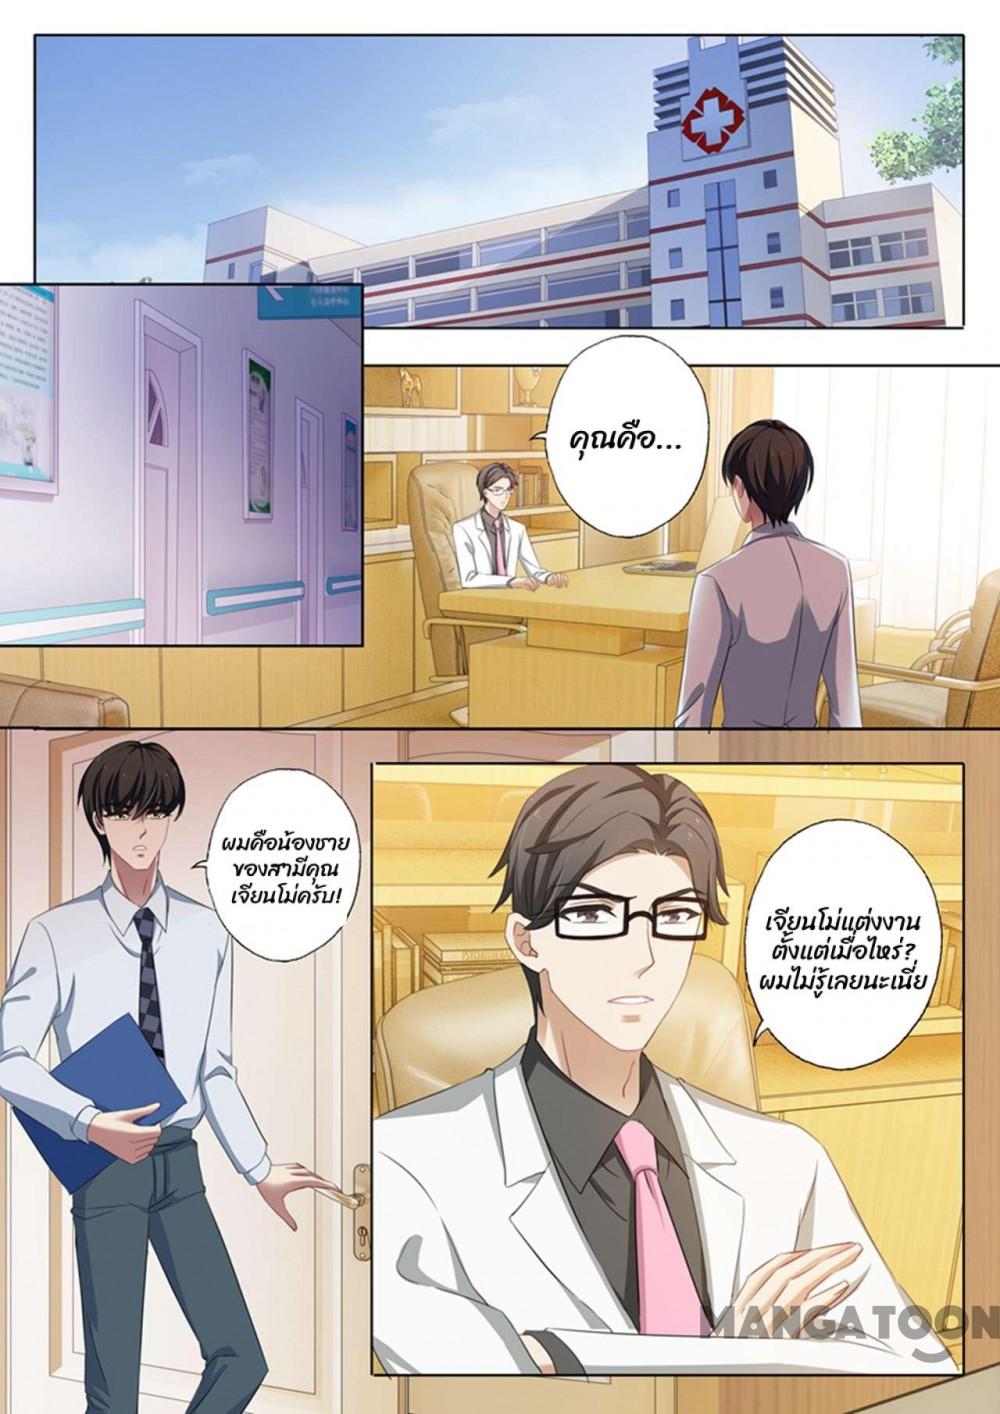 คุณคือ...
ผมคือน้องชาย
ของสามีคุณ
เจียนโม่ครับ!
เจียนโม่แต่งงาน
ตั้งแต่เมื่อไหร่?
ผมไม่รู้เลยนะเนี่ย
MANGATOON